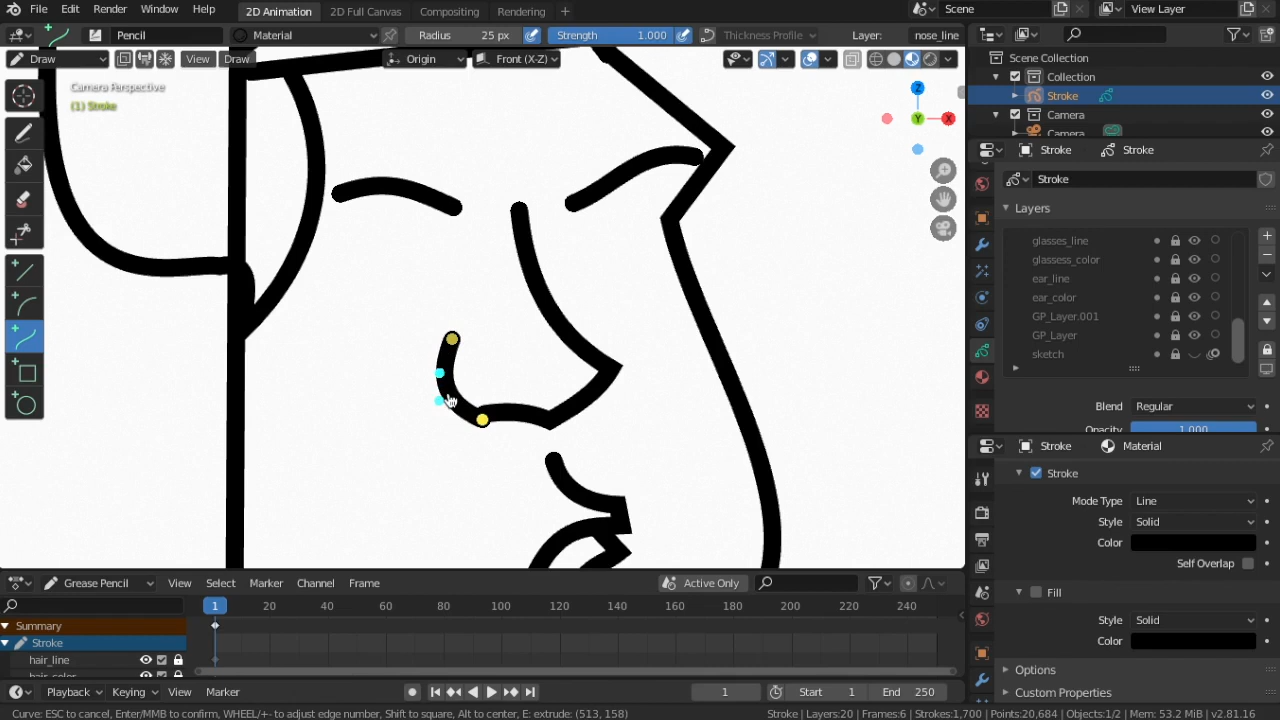 File Edit Render Window Help 2D Animation 2D Full Canvas Compositing Rendering + Scene View Layer
Pencil Material Radius 25 px Strength 1.000 Thickness Profile Layer: nose_line
Draw View Draw Origin Front (X-Z)
Camera Perspective
(1) Stroke
Z
Y
X
Scene Collection
Collection
Stroke
Camera
Camera
Stroke Stroke
Stroke
Layers
glasses_line
glassess_color
ear_line
ear_color
GP_Layer.001
GP_Layer
sketch
Blend Regular
Opacity 1.000
Stroke Material
Stroke
Mode Type Line
Style Solid
Color
Self Overlap
Fill
Style Solid
Color
Options
Custom Properties
Grease Pencil View Select Marker Channel Frame Active Only
1 20 40 60 80 100 120 140 160 180 200 220 240
Summary
Stroke
hair_line
hair_color
Playback Keying View Marker 1 Start 1 End 250
Curve: ESC to cancel, Enter/MMB to confirm, WHEEL/+- to adjust edge number, Shift to square, Alt to center, E: extrude: (513, 158) Stroke | Layers:20 | Frames:6 | Strokes:1,700 | Points:20,684 | Objects:1/2 | Mem: 53.2 MiB | v2.81.16